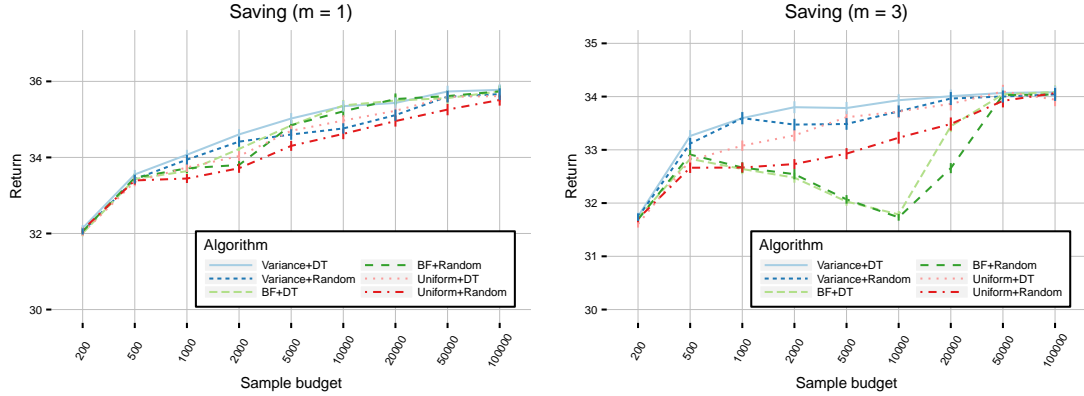 Saving (m = 1)
Return
36
34
32
30
Algorithm
Variance+DT
Variance+Random
BF+DT
BF+Random
Uniform+DT
Uniform+Random
200
500
1000
2000
5000
10000
20000
50000
100000
Sample budget
Saving (m = 3)
Return
35
34
33
32
31
30
Algorithm
Variance+DT
Variance+Random
BF+DT
BF+Random
Uniform+DT
Uniform+Random
200
500
1000
2000
5000
10000
20000
50000
100000
Sample budget